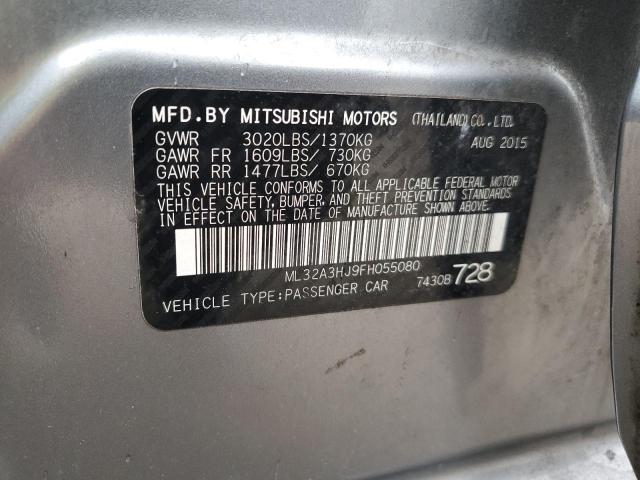 MFD.BY MITSUBISHI MOTORS (THAILAND)CO.,LTD.
GVWR 3020LBS/1370KG AUG 2015
GAWR FR 1609LBS/ 730KG
GAWR RR 1477LBS/ 670KG
THIS VEHICLE CONFORMS TO ALL APPLICABLE FEDERAL MOTOR
VEHICLE SAFETY, BUMPER, AND THEFT PREVENTION STANDARDS
IN EFFECT ON THE DATE OF MANUFACTURE SHOWN ABOVE.
ML32A3HJ9FH055080
VEHICLE TYPE:PASSENGER CAR 7430B 728